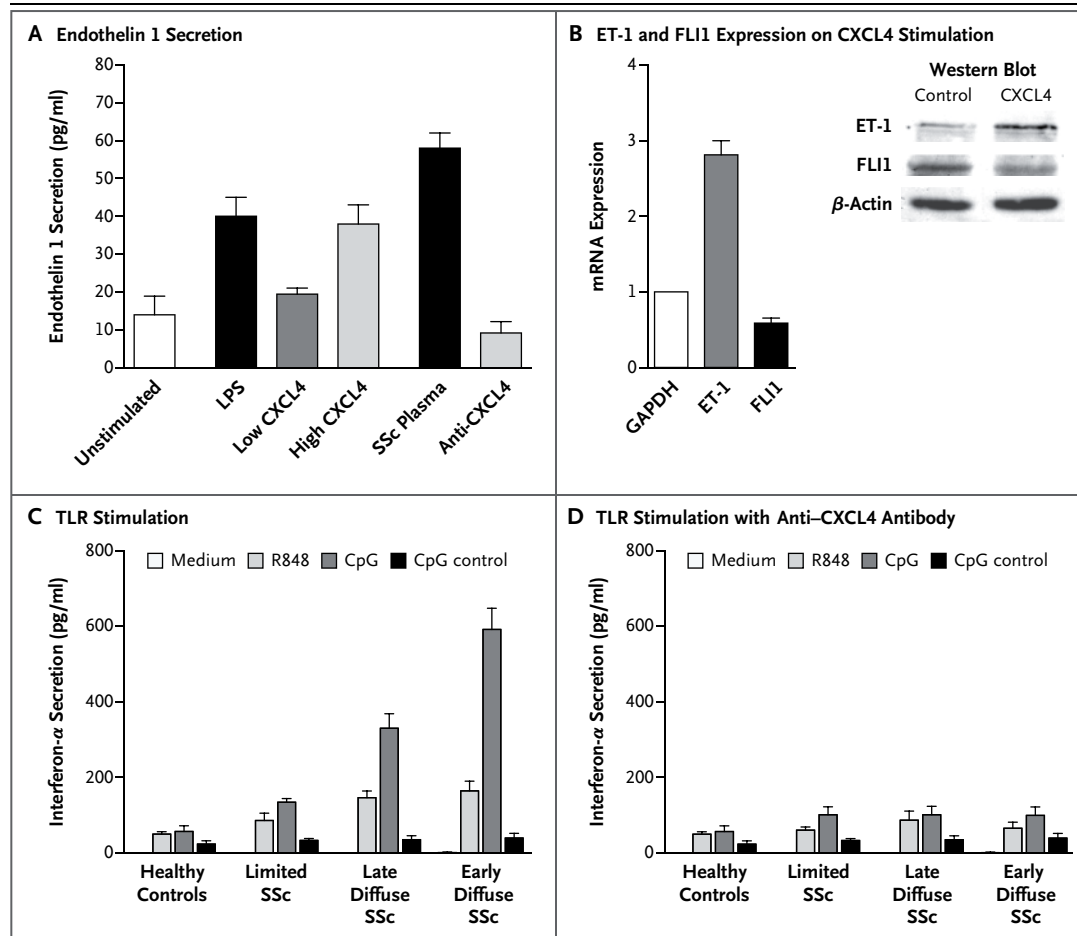 A Endothelin 1 Secretion
Endothelin 1 Secretion (pg/ml)
80
70
60
50
40
30
20
10
0
Unstimulated
LPS
Low CXCL4
High CXCL4
SSc Plasma
Anti-CXCL4
B ET-1 and FLI1 Expression on CXCL4 Stimulation
mRNA Expression
4
3
2
1
0
GAPDH
ET-1
FLI1
Western Blot
Control CXCL4
ET-1
FLI1
β-Actin
C TLR Stimulation
Interferon-α Secretion (pg/ml)
800
600
400
200
0
Medium R848 CpG CpG control
Healthy
Controls
Limited
SSc
Late
Diffuse
SSc
Early
Diffuse
SSc
D TLR Stimulation with Anti–CXCL4 Antibody
Interferon-α Secretion (pg/ml)
800
600
400
200
0
Medium R848 CpG CpG control
Healthy
Controls
Limited
SSc
Late
Diffuse
SSc
Early
Diffuse
SSc